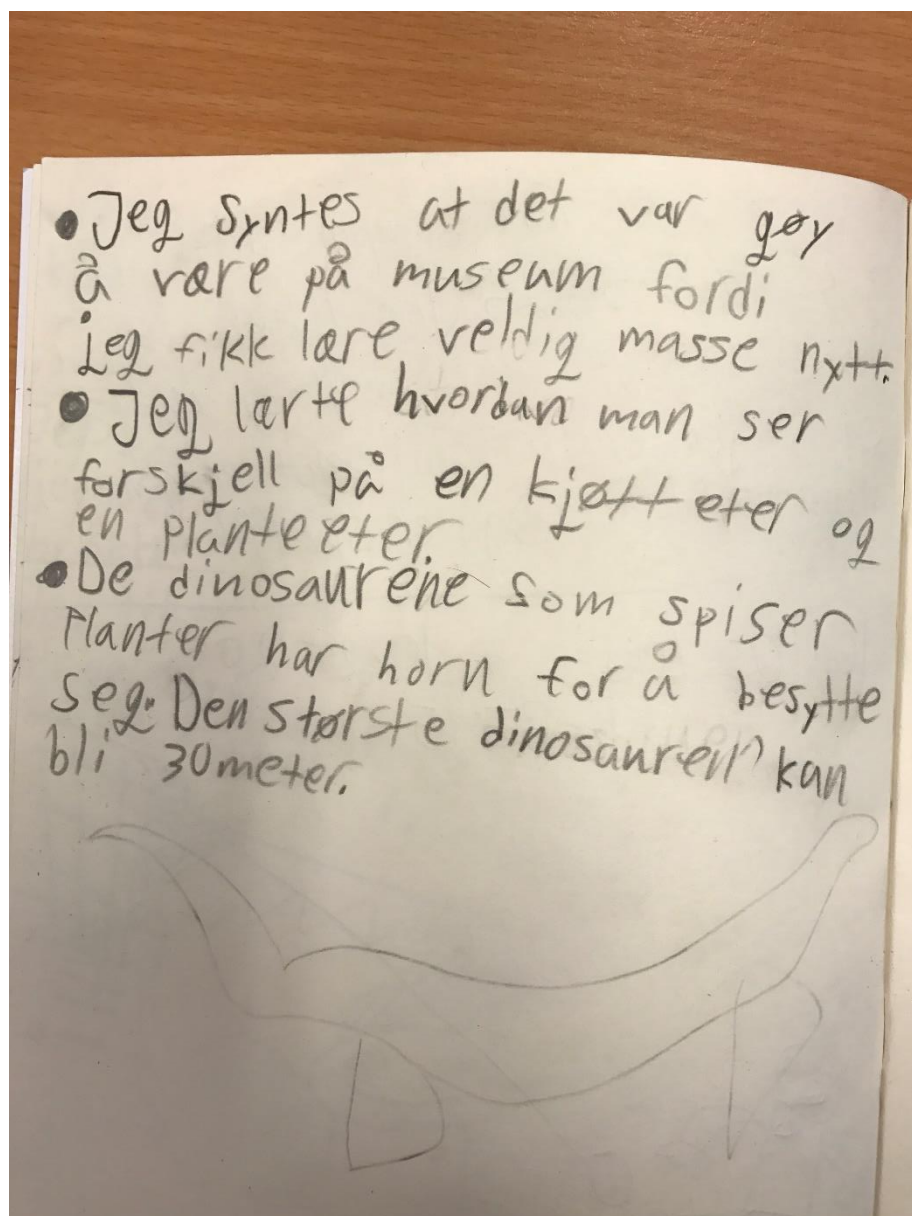 • Jeg syntes at det var gøy
å være på museum fordi
jeg fikk lære veldig masse nytt.
• Jeg lærte hvordan man ser
forskjell på en kjøtt eter og
en plante eter.
• De dinosaurene som spiser
Planter har horn for å besytte
seg. Den største dinosauren kan
bli 30 meter.